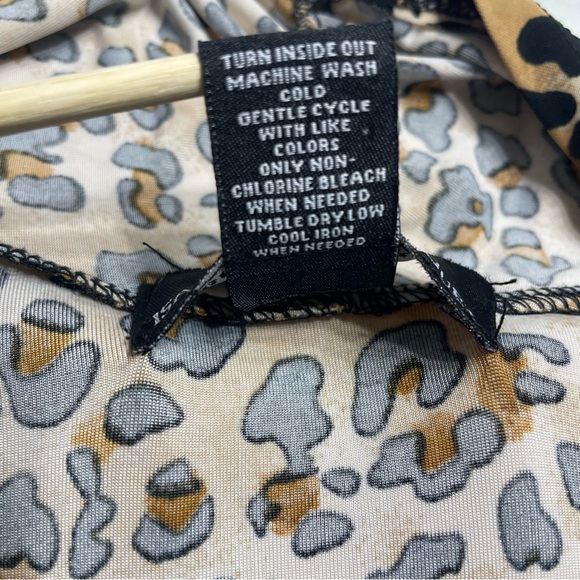 TURN INSIDE OUT
MACHINE WASH
COLD
GENTLE CYCLE
WITH LIKE
COLORS
ONLY NON-
CHLORINE BLEACH
WHEN NEEDED
TUMBLE DRY LOW
COOL IRON
WHEN NEEDED